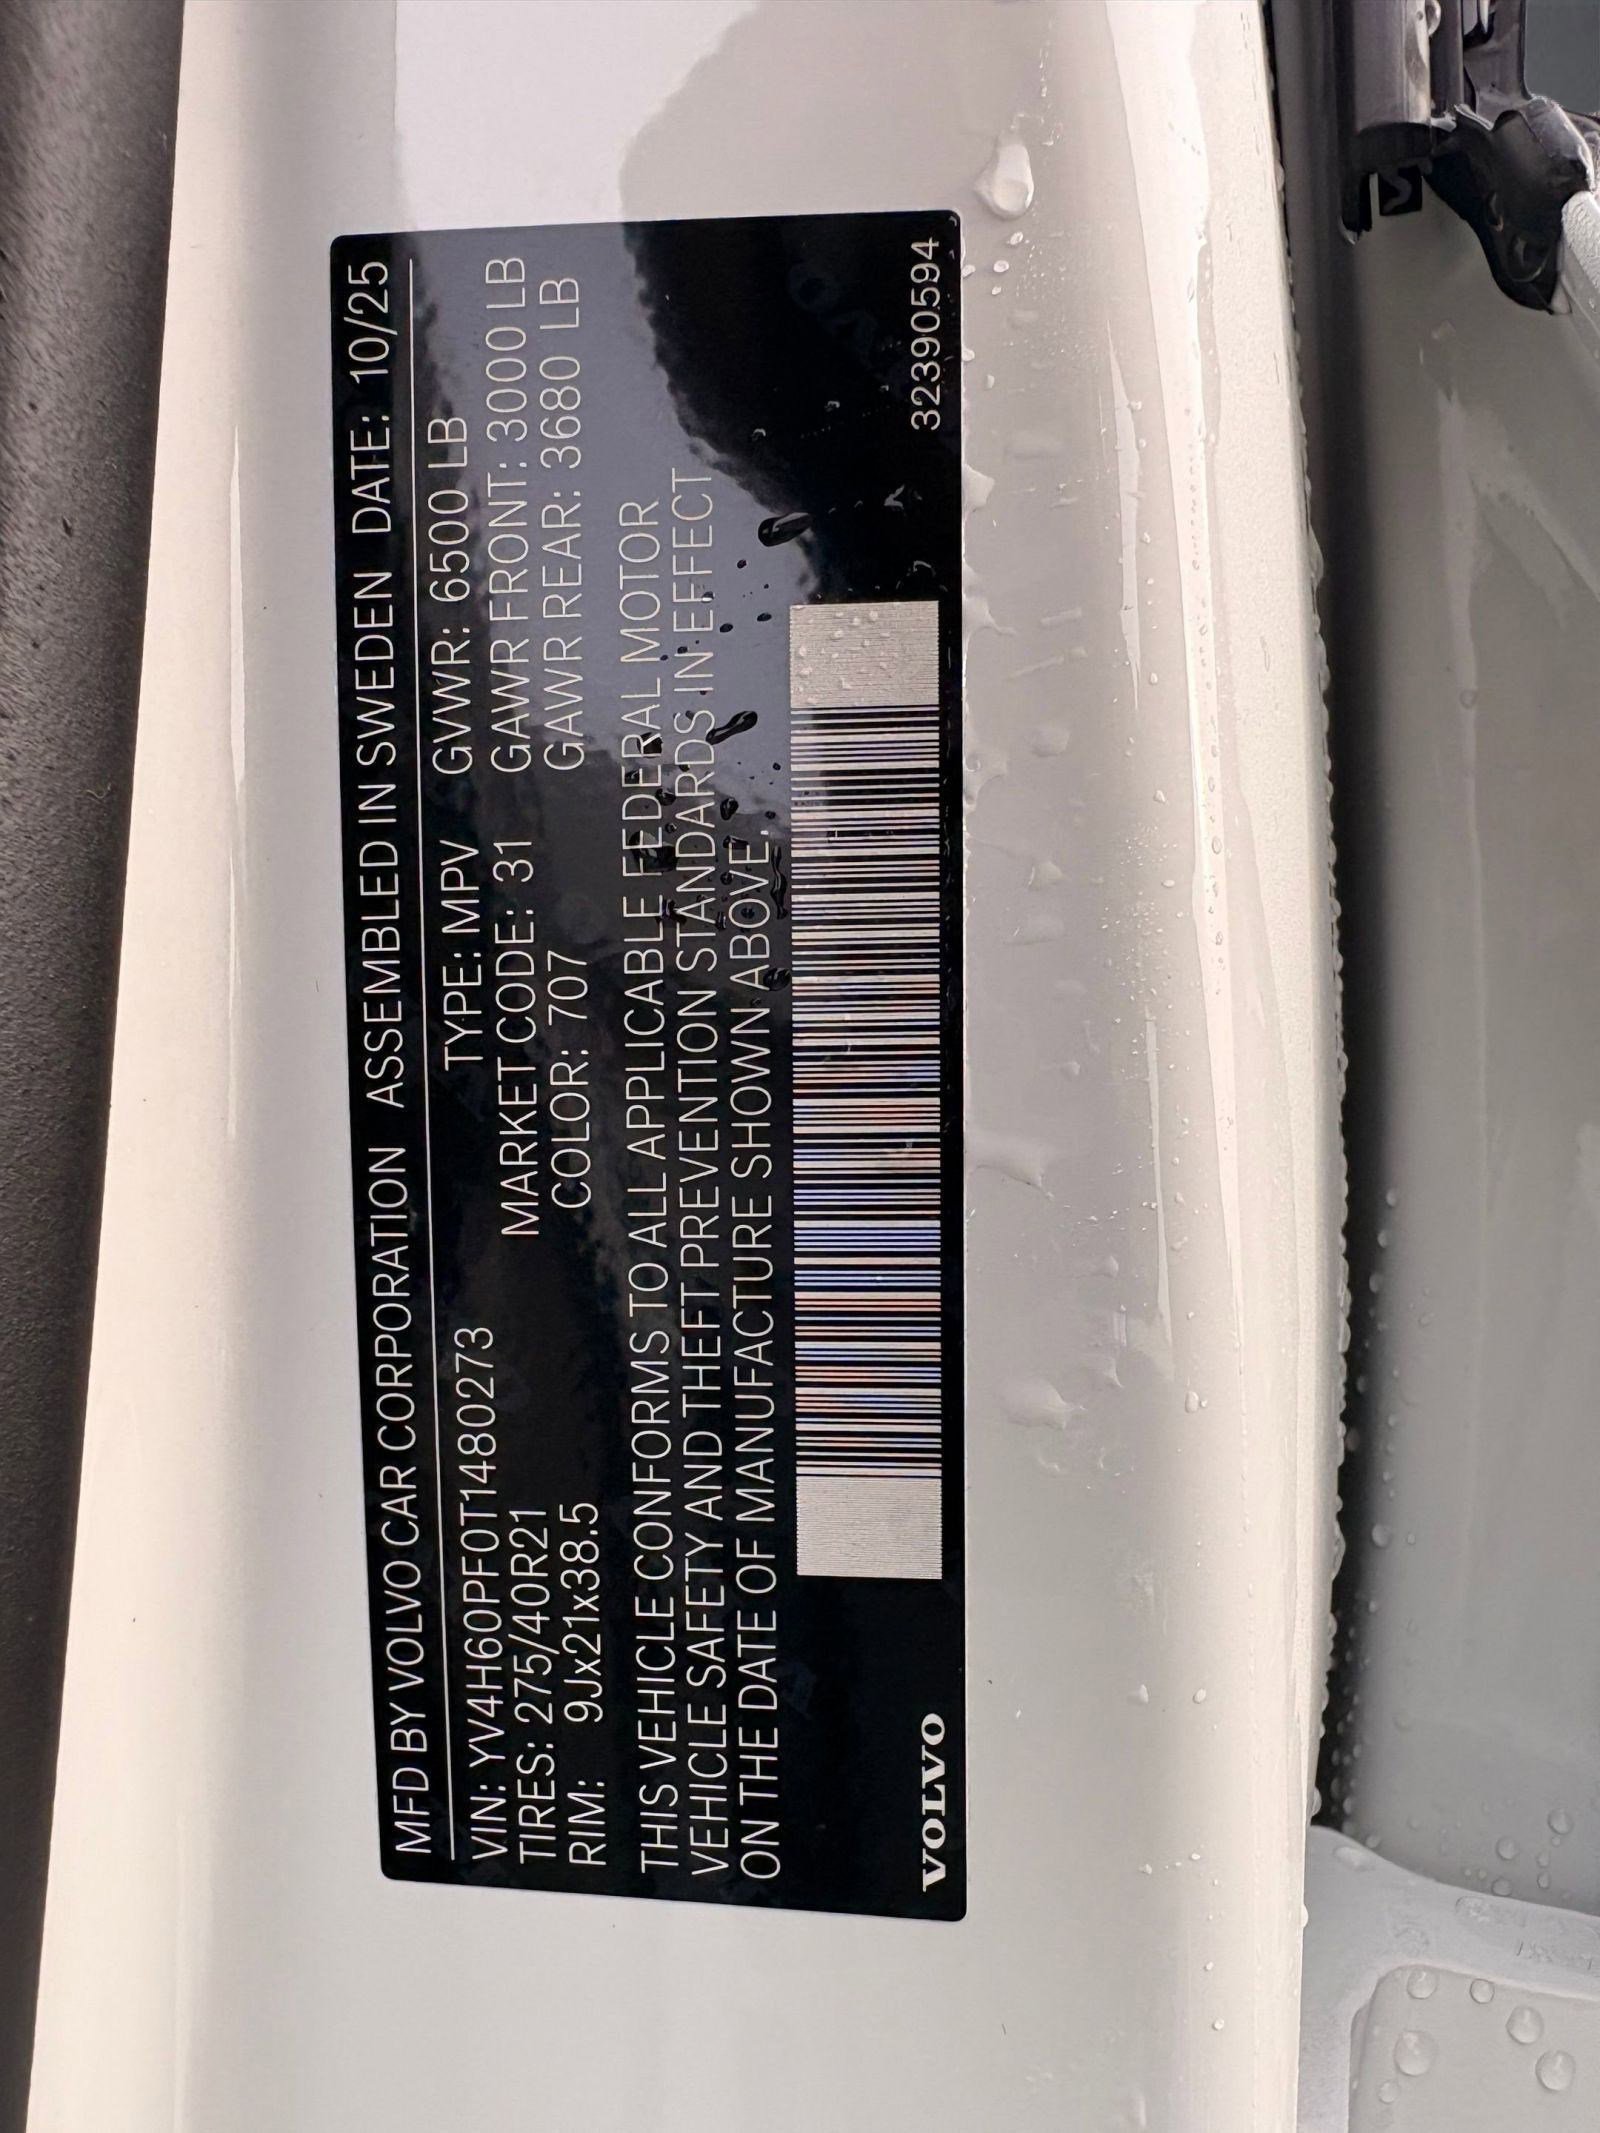 MFD BY VOLVO CAR CORPORATION ASSEMBLED IN SWEDEN DATE: 10/25
VIN: YV4H60PF0T1480273 TYPE: MPV GVWR: 6500 LB
TIRES: 275/40R21 MARKET CODE: 31 GAWR FRONT: 3000 LB
RIM: 9Jx21x38.5 COLOR: 707 GAWR REAR: 3680 LB
THIS VEHICLE CONFORMS TO ALL APPLICABLE FEDERAL MOTOR
VEHICLE SAFETY AND THEFT PREVENTION STANDARDS IN EFFECT
ON THE DATE OF MANUFACTURE SHOWN ABOVE.
VOLVO 32390594